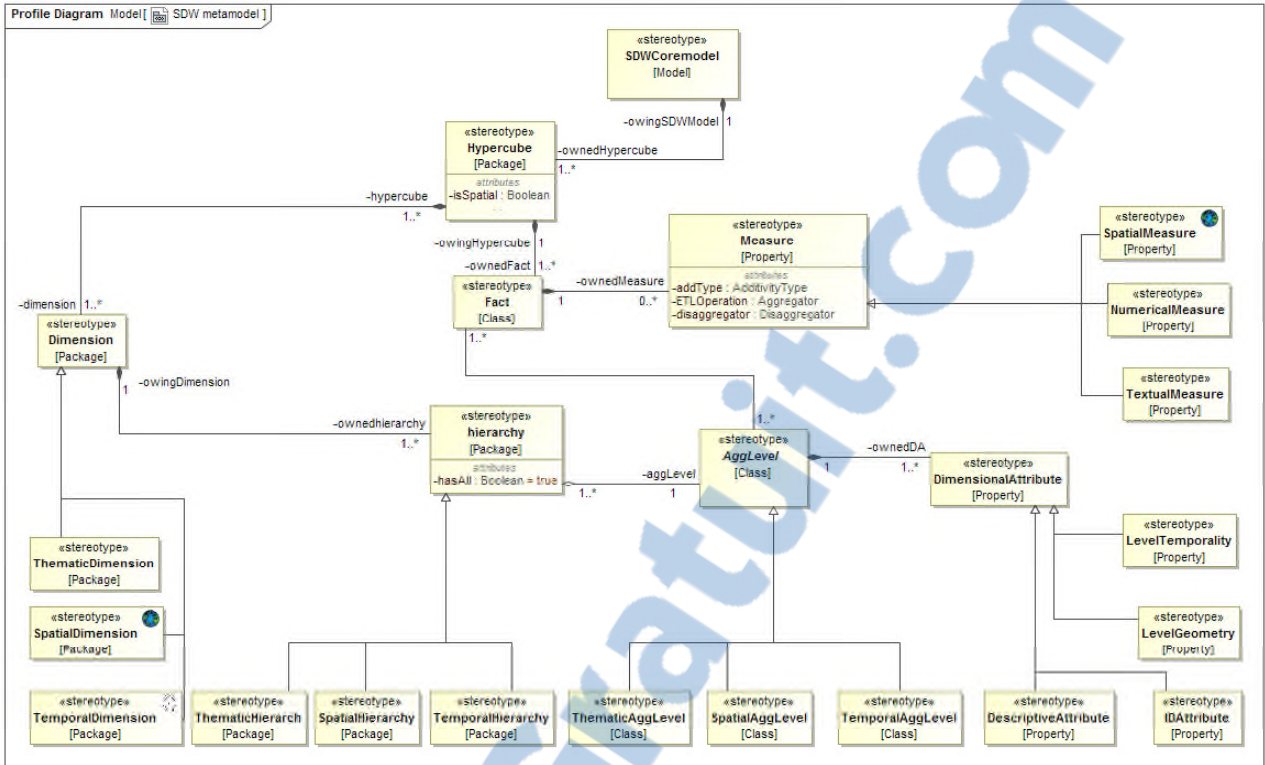 Profile Diagram Model[ SDW metamodel ]
«stereotype»
SDWCoremodel
[Model]
-owingSDWModel 1
«stereotype»
Hypercube
[Package]
attributes
-isSpatial : Boolean
-ownedHypercube
1..*
-hypercube
1..*
-owingHypercube 1
-ownedFact 1..*
«stereotype»
Fact
[Class]
1..*
-ownedMeasure
1
0..*
«stereotype»
Measure
[Property]
attributes
-addType : AdditivityType
-ETLOperation : Aggregator
-disaggregator : Disaggregator
«stereotype»
SpatialMeasure
[Property]
«stereotype»
NumericalMeasure
[Property]
«stereotype»
TextualMeasure
[Property]
-dimension 1..*
«stereotype»
Dimension
[Package]
1
-owingDimension
-ownedhierarchy
1..*
«stereotype»
hierarchy
[Package]
attributes
-hasAll : Boolean = true
-aggLevel
1..*
1
1..*
«stereotype»
AggLevel
[Class]
-ownedDA
1
1..*
«stereotype»
DimensionalAttribute
[Property]
«stereotype»
LevelTemporality
[Property]
«stereotype»
LevelGeometry
[Property]
«stereotype»
ThematicDimension
[Package]
«stereotype»
SpatialDimension
[Package]
«stereotype»
TemporalDimension
[Package]
«stereotype»
ThematicHierarch
[Package]
«stereotype»
SpatialHierarchy
[Package]
«stereotype»
TemporalHierarchy
[Package]
«stereotype»
ThematicAggLevel
[Class]
«stereotype»
SpatialAggLevel
[Class]
«stereotype»
TemporalAggLevel
[Class]
«stereotype»
DescriptiveAttribute
[Property]
«stereotype»
IDAttribute
[Property]
Gratuit.com